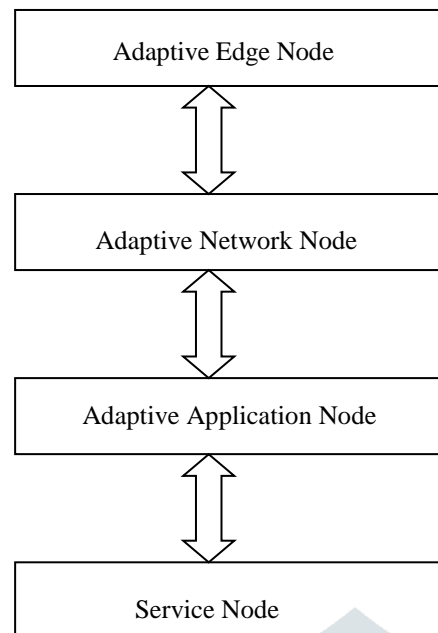 Adaptive Edge Node
Adaptive Network Node
Adaptive Application Node
Service Node